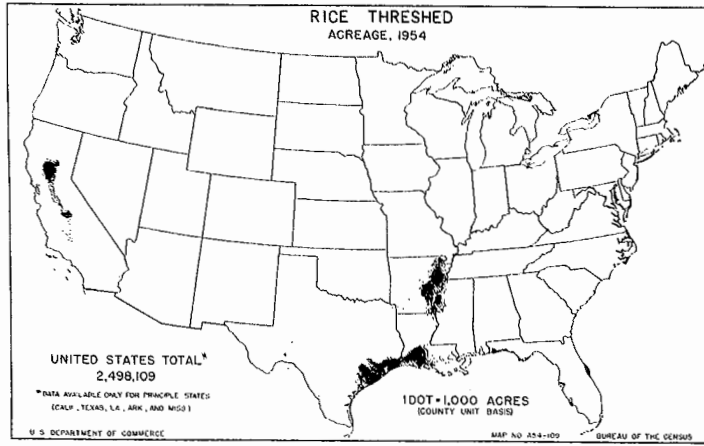 RICE THRESHED
ACREAGE, 1954
UNITED STATES TOTAL*
2,498,109
*DATA AVAILABLE ONLY FOR PRINCIPLE STATES
(CALIF., TEXAS, LA., ARK., AND MISS.)
1 DOT = 1,000 ACRES
(COUNTY UNIT BASIS)
U. S. DEPARTMENT OF COMMERCE
MAP NO. A54-109
BUREAU OF THE CENSUS